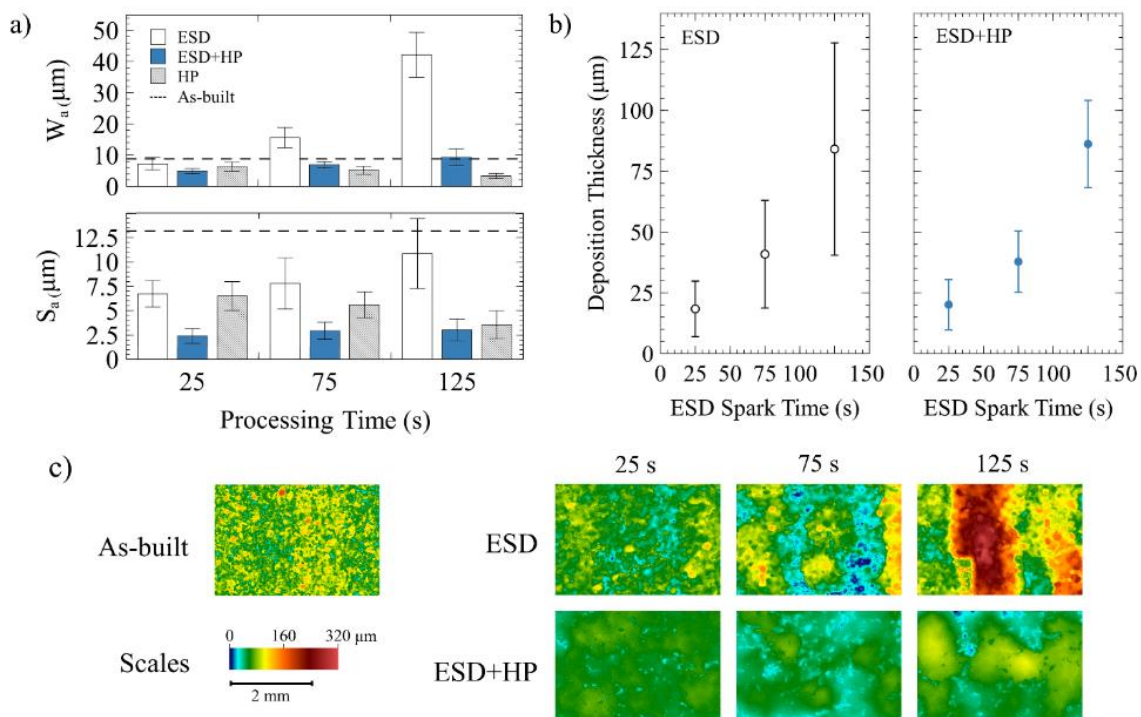 a)
ESD
ESD+HP
HP
As-built
50
40
30
20
10
0
Wa (μm)
12.5
7.5
5
2.5
0
Sa (μm)
25 75 125
Processing Time (s)
b)
ESD
ESD+HP
125
100
75
50
25
0
Deposition Thickness (μm)
0 25 50 75 100 125 150
0 25 50 75 100 125 150
ESD Spark Time (s)
ESD Spark Time (s)
c)
25 s 75 s 125 s
As-built
ESD
0 160 320 μm
Scales
2 mm
ESD+HP